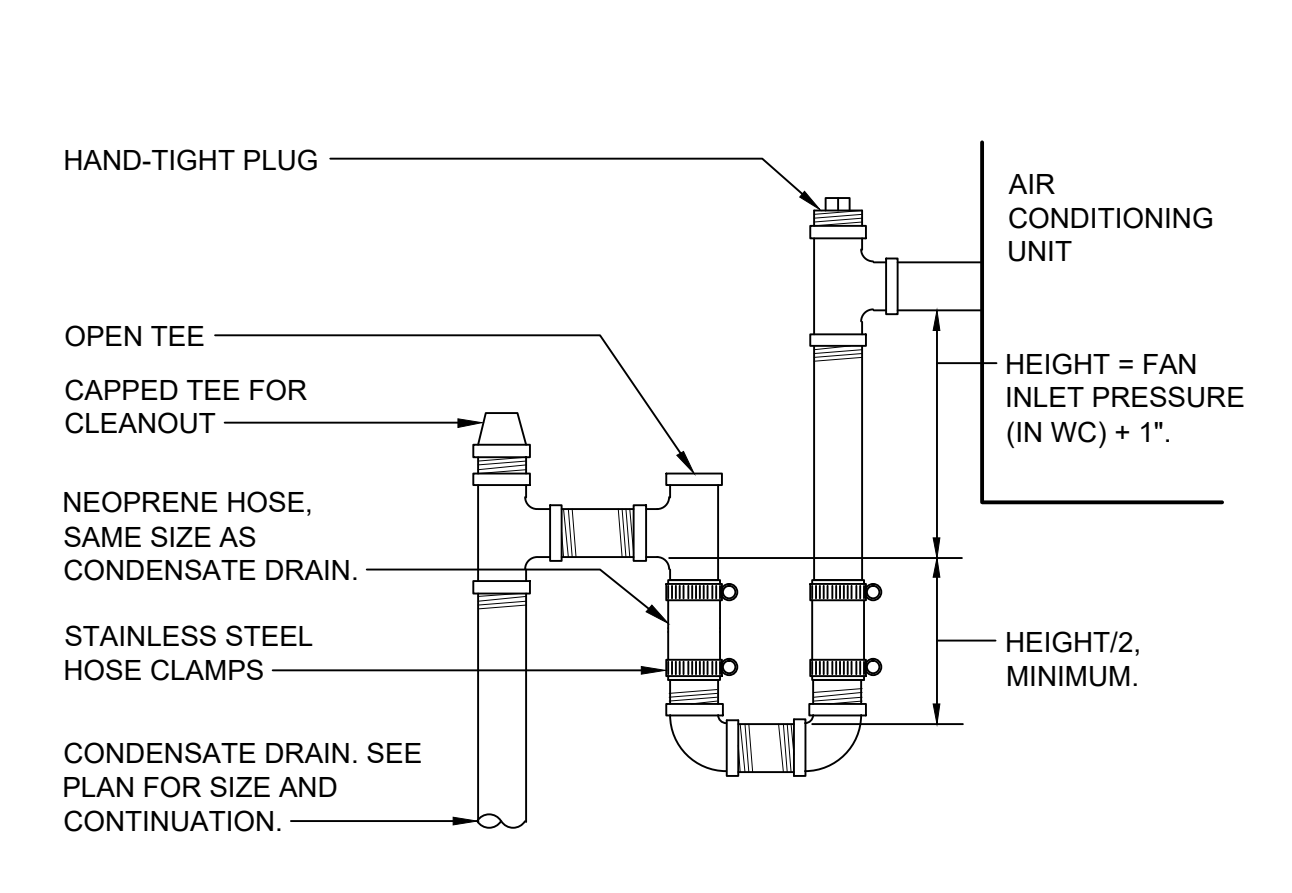 HAND-TIGHT PLUG
AIR
CONDITIONING
UNIT
OPEN TEE
CAPPED TEE FOR
CLEANOUT
HEIGHT = FAN
INLET PRESSURE
(IN WC) + 1".
NEOPRENE HOSE,
SAME SIZE AS
CONDENSATE DRAIN.
STAINLESS STEEL
HOSE CLAMPS
HEIGHT/2,
MINIMUM.
CONDENSATE DRAIN. SEE
PLAN FOR SIZE AND
CONTINUATION.